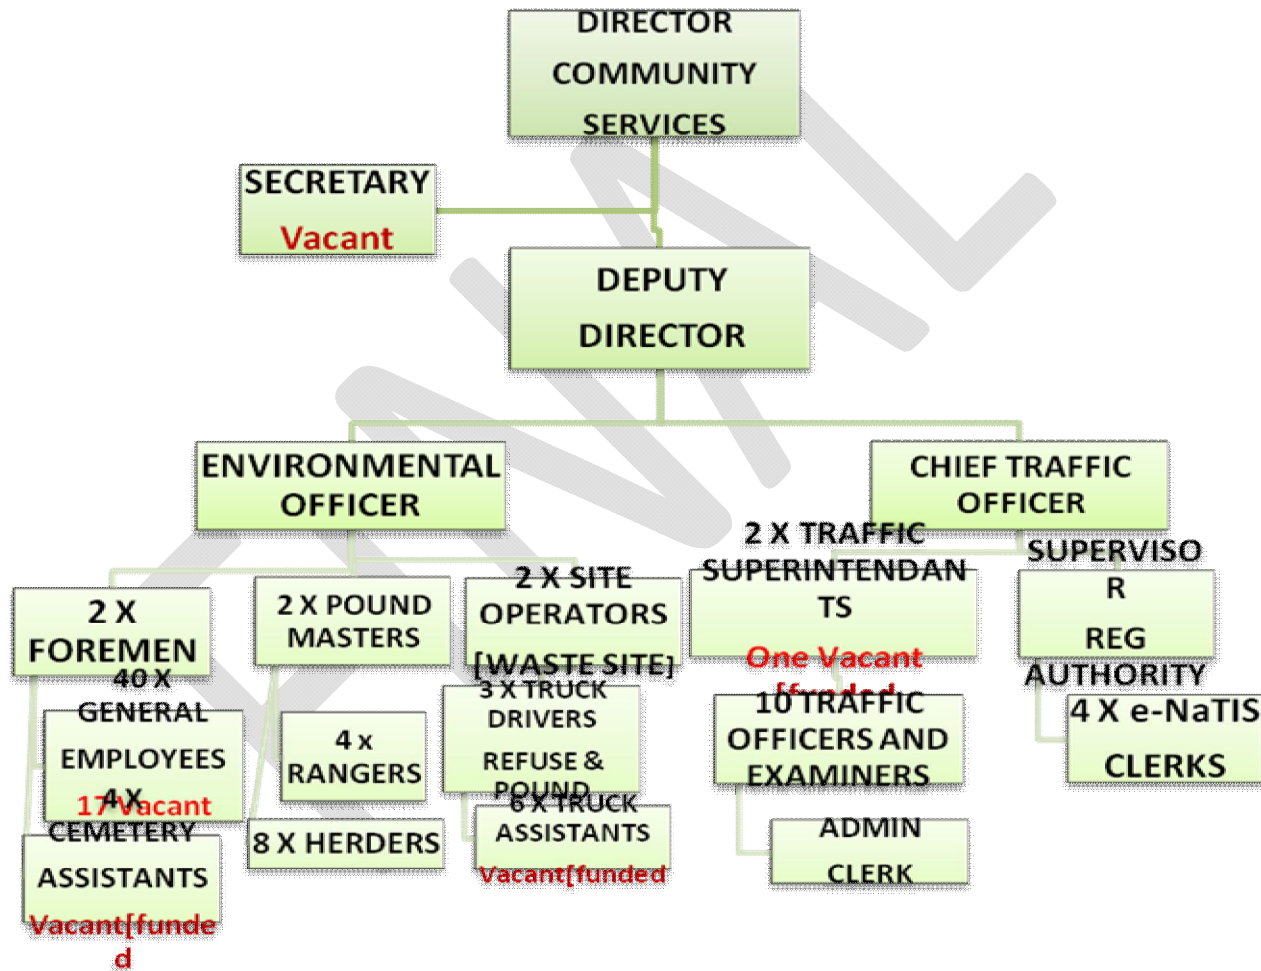 DIRECTOR
COMMUNITY
SERVICES
SECRETARY
Vacant
DEPUTY
DIRECTOR
ENVIRONMENTAL
OFFICER
CHIEF TRAFFIC
OFFICER
2 X
FOREMEN
40 X
GENERAL
EMPLOYEES
17 Vacant
4 X
CEMETERY
ASSISTANTS
Vacant[funde
d
2 X POUND
MASTERS
4 x
RANGERS
8 X HERDERS
2 X SITE
OPERATORS
[WASTE SITE]
3 X TRUCK
DRIVERS
REFUSE &
POUND
6 X TRUCK
ASSISTANTS
Vacant[funded
2 X TRAFFIC
SUPERINTENDAN
TS
One Vacant
[funded
10 TRAFFIC
OFFICERS AND
EXAMINERS
ADMIN
CLERK
SUPERVISO
R
REG
AUTHORITY
4 X e-NaTIS
CLERKS
FINAL